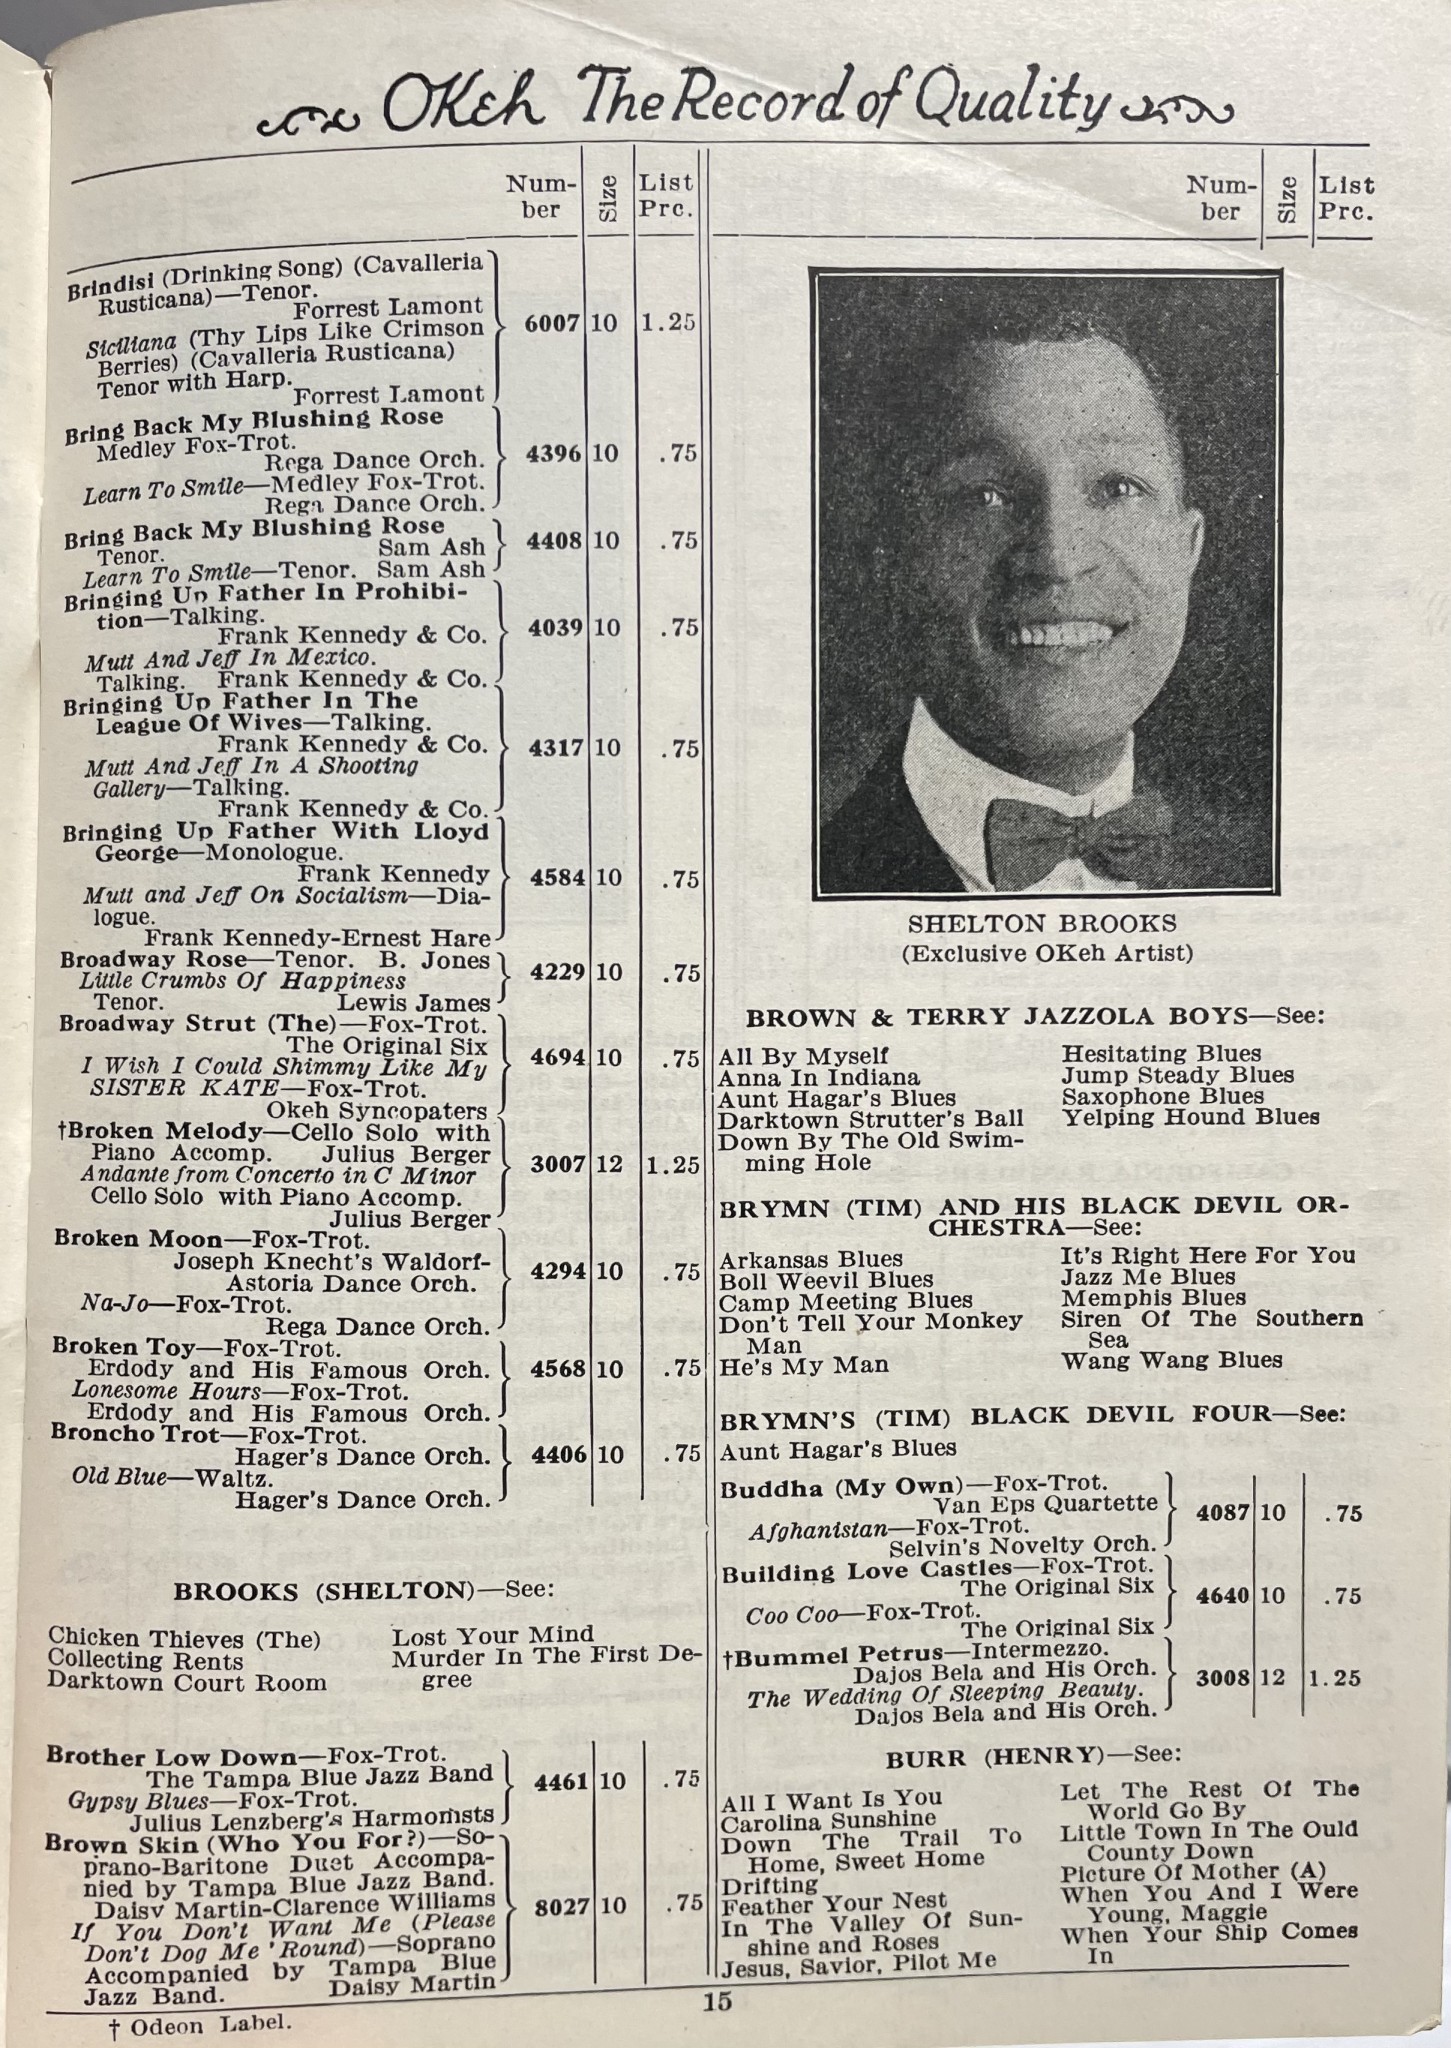 OKeh The Record of Quality
Num-
ber
Size
List
Prc.
Brindisi (Drinking Song) (Cavalleria
Rusticana)—Tenor.
Forrest Lamont
Siciliana (Thy Lips Like Crimson
Berries) (Cavalleria Rusticana)
Tenor with Harp.
Forrest Lamont
6007 10 1.25
Bring Back My Blushing Rose
Medley Fox-Trot.
Rega Dance Orch.
Learn To Smile—Medley Fox-Trot.
Rega Dance Orch.
4396 10 .75
Bring Back My Blushing Rose
Tenor. Sam Ash
Learn To Smile—Tenor. Sam Ash
4408 10 .75
Bringing Up Father In Prohibi-
tion—Talking.
Frank Kennedy & Co.
Mutt And Jeff In Mexico.
Talking. Frank Kennedy & Co.
4039 10 .75
Bringing Up Father In The
League Of Wives—Talking.
Frank Kennedy & Co.
Mutt And Jeff In A Shooting
Gallery—Talking.
Frank Kennedy & Co.
4317 10 .75
Bringing Up Father With Lloyd
George—Monologue.
Frank Kennedy
Mutt and Jeff On Socialism—Dia-
logue.
Frank Kennedy-Ernest Hare
4584 10 .75
Broadway Rose—Tenor. B. Jones
Little Crumbs Of Happiness
Tenor. Lewis James
4229 10 .75
Broadway Strut (The)—Fox-Trot.
The Original Six
I Wish I Could Shimmy Like My
SISTER KATE—Fox-Trot.
Okeh Syncopaters
4694 10 .75
†Broken Melody—Cello Solo with
Piano Accomp. Julius Berger
Andante from Concerto in C Minor
Cello Solo with Piano Accomp.
Julius Berger
3007 12 1.25
Broken Moon—Fox-Trot.
Joseph Knecht's Waldorf-
Astoria Dance Orch.
Na-Jo—Fox-Trot.
Rega Dance Orch.
4294 10 .75
Broken Toy—Fox-Trot.
Erdody and His Famous Orch.
Lonesome Hours—Fox-Trot.
Erdody and His Famous Orch.
4568 10 .75
Broncho Trot—Fox-Trot.
Hager's Dance Orch.
Old Blue—Waltz.
Hager's Dance Orch.
4406 10 .75
BROOKS (SHELTON)—See:
Chicken Thieves (The)
Collecting Rents
Darktown Court Room
Lost Your Mind
Murder In The First De-
gree
Brother Low Down—Fox-Trot.
The Tampa Blue Jazz Band
Gypsy Blues—Fox-Trot.
Julius Lenzberg's Harmonists
4461 10 .75
Brown Skin (Who You For?)—So-
prano-Baritone Duet Accompa-
nied by Tampa Blue Jazz Band.
Daisy Martin-Clarence Williams
If You Don't Want Me (Please
Don't Dog Me 'Round)—Soprano
Accompanied by Tampa Blue
Jazz Band. Daisy Martin
8027 10 .75
† Odeon Label.
Num-
ber
Size
List
Prc.
SHELTON BROOKS
(Exclusive OKeh Artist)
BROWN & TERRY JAZZOLA BOYS—See:
All By Myself
Anna In Indiana
Aunt Hagar's Blues
Darktown Strutter's Ball
Down By The Old Swim-
ming Hole
Hesitating Blues
Jump Steady Blues
Saxophone Blues
Yelping Hound Blues
BRYMN (TIM) AND HIS BLACK DEVIL OR-
CHESTRA—See:
Arkansas Blues
Boll Weevil Blues
Camp Meeting Blues
Don't Tell Your Monkey
Man
He's My Man
It's Right Here For You
Jazz Me Blues
Memphis Blues
Siren Of The Southern
Sea
Wang Wang Blues
BRYMN'S (TIM) BLACK DEVIL FOUR—See:
Aunt Hagar's Blues
Buddha (My Own)—Fox-Trot.
Van Eps Quartette
Afghanistan—Fox-Trot.
Selvin's Novelty Orch.
4087 10 .75
Building Love Castles—Fox-Trot.
The Original Six
Coo Coo—Fox-Trot.
The Original Six
4640 10 .75
†Bummel Petrus—Intermezzo.
Dajos Bela and His Orch.
The Wedding Of Sleeping Beauty.
Dajos Bela and His Orch.
3008 12 1.25
BURR (HENRY)—See:
All I Want Is You
Carolina Sunshine
Down The Trail To
Home, Sweet Home
Drifting
Feather Your Nest
In The Valley Of Sun-
shine and Roses
Jesus, Savior, Pilot Me
Let The Rest Of The
World Go By
Little Town In The Ould
County Down
Picture Of Mother (A)
When You And I Were
Young, Maggie
When Your Ship Comes
In
15